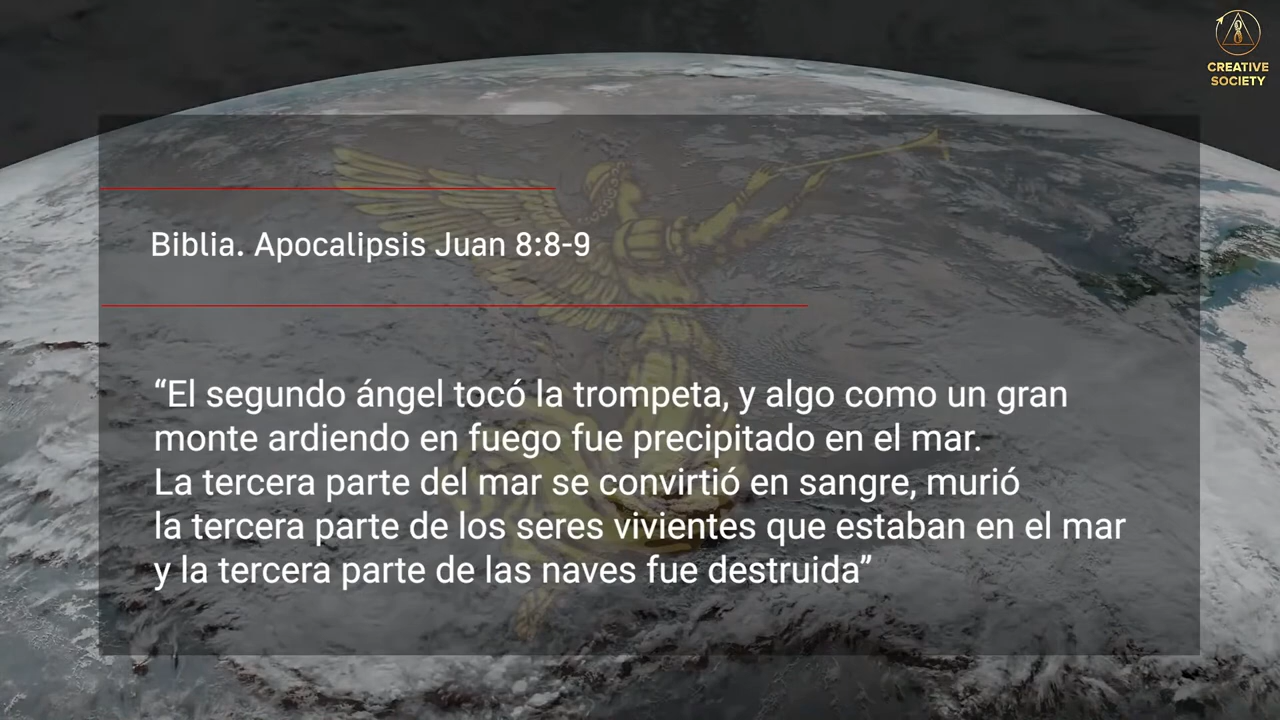 CREATIVE
SOCIETY
Biblia. Apocalipsis Juan 8:8-9
“El segundo ángel tocó la trompeta, y algo como un gran
monte ardiendo en fuego fue precipitado en el mar.
La tercera parte del mar se convirtió en sangre, murió
la tercera parte de los seres vivientes que estaban en el mar
y la tercera parte de las naves fue destruida”